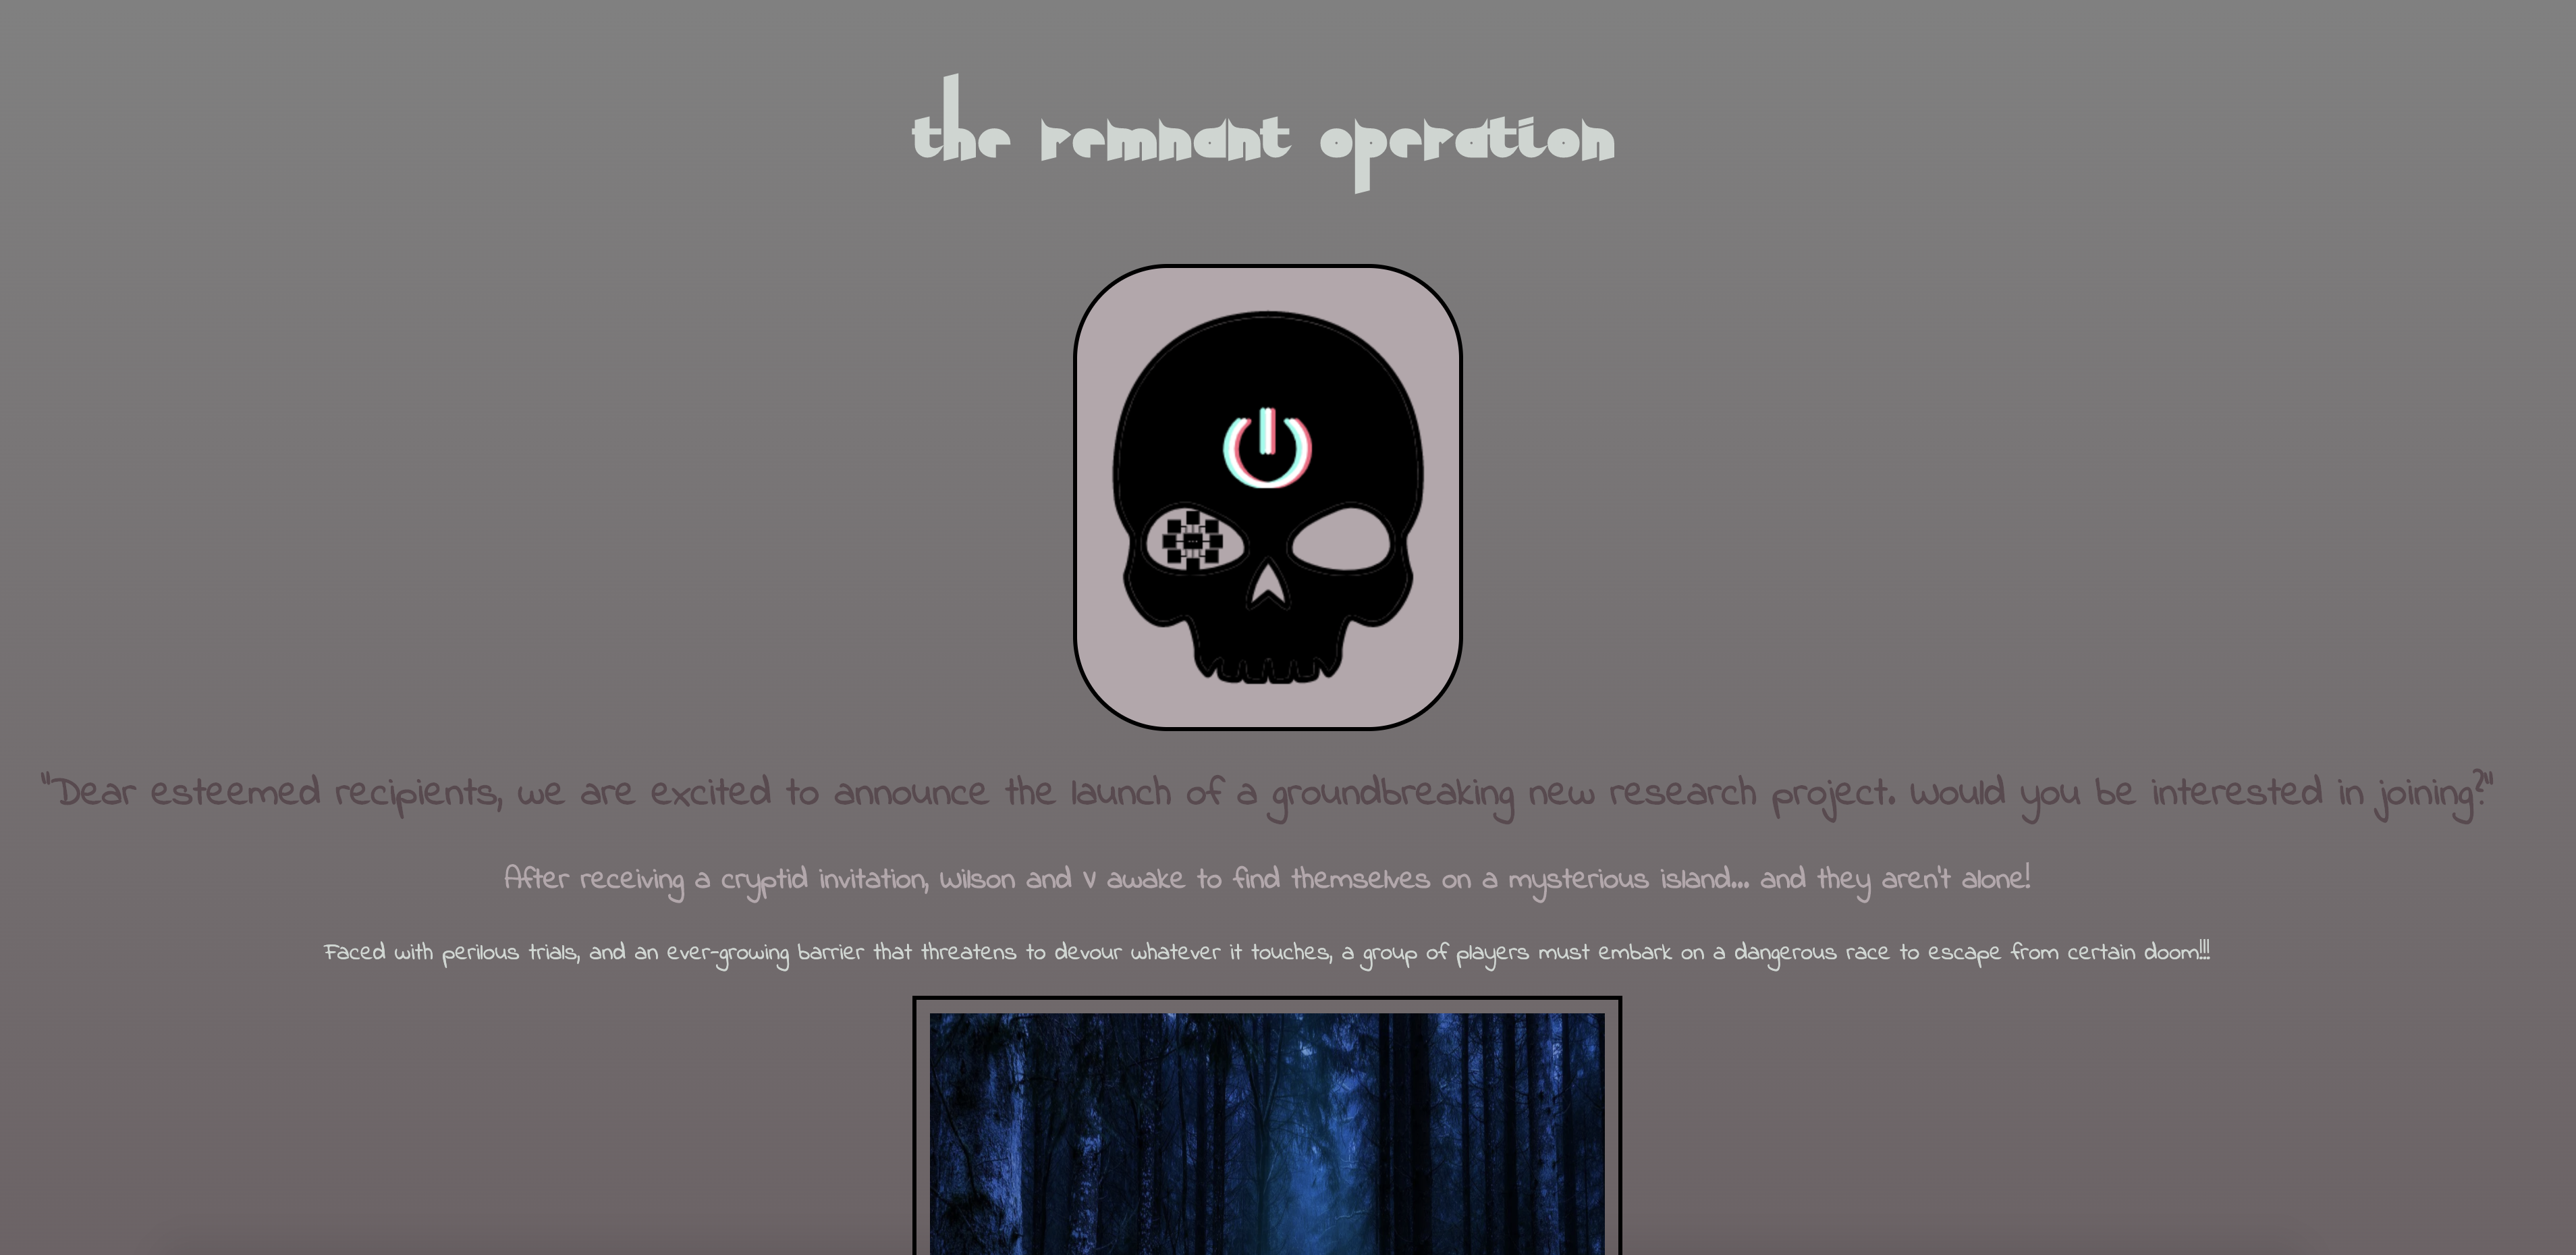 the remnant operation
"Dear esteemed recipients, we are excited to announce the launch of a groundbreaking new research project. Would you be interested in joining?"
After receiving a cryptid invitation, Wilson and V awake to find themselves on a mysterious island... and they aren't alone!
Faced with perilous trials, and an ever-growing barrier that threatens to devour whatever it touches, a group of players must embark on a dangerous race to escape from certain doom!!!